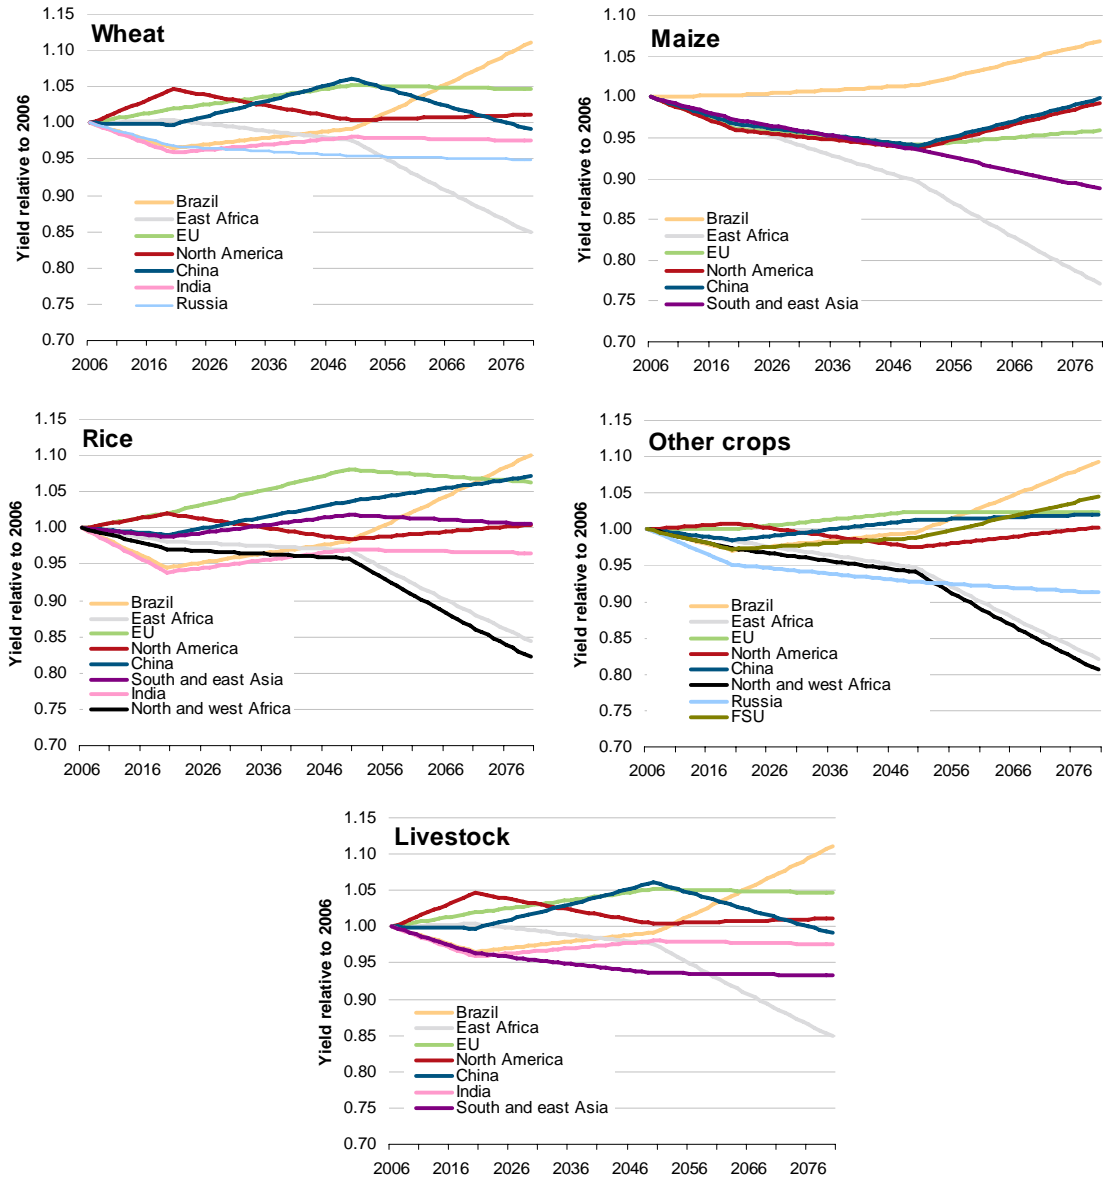 Wheat
Yield relative to 2006
1.15
1.10
1.05
1.00
0.95
0.90
0.85
0.80
0.75
0.70
Brazil
East Africa
EU
North America
China
India
Russia
2006 2016 2026 2036 2046 2056 2066 2076
Maize
Yield relative to 2006
1.10
1.05
1.00
0.95
0.90
0.85
0.80
0.75
0.70
Brazil
East Africa
EU
North America
China
South and east Asia
2006 2016 2026 2036 2046 2056 2066 2076
Rice
Yield relative to 2006
1.15
1.10
1.05
1.00
0.95
0.90
0.85
0.80
0.75
0.70
Brazil
East Africa
EU
North America
China
South and east Asia
India
North and west Africa
2006 2016 2026 2036 2046 2056 2066 2076
Other crops
Yield relative to 2006
1.15
1.10
1.05
1.00
0.95
0.90
0.85
0.80
0.75
0.70
Brazil
East Africa
EU
North America
China
North and west Africa
Russia
FSU
2006 2016 2026 2036 2046 2056 2066 2076
Livestock
Yield relative to 2006
1.15
1.10
1.05
1.00
0.95
0.90
0.85
0.80
0.75
0.70
Brazil
East Africa
EU
North America
China
India
South and east Asia
2006 2016 2026 2036 2046 2056 2066 2076